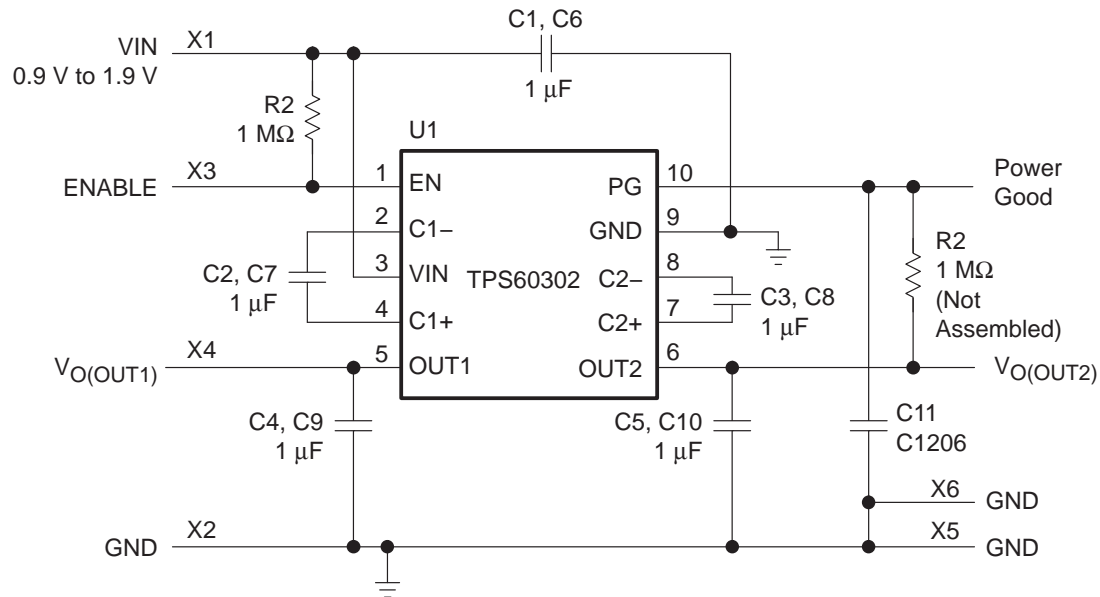 C1, C6
VIN
X1
0.9 V to 1.9 V
1 μF
R2
1 MΩ
U1
ENABLE
X3
1
EN
PG
10
Power
Good
2
C1–
GND
9
R2
1 MΩ
(Not
Assembled)
C2, C7
1 μF
3
VIN
TPS60302
C2–
8
C3, C8
1 μF
4
C1+
C2+
7
VO(OUT1)
X4
5
OUT1
OUT2
6
VO(OUT2)
C4, C9
1 μF
C5, C10
1 μF
C11
C1206
X6
GND
GND
X2
X5
GND